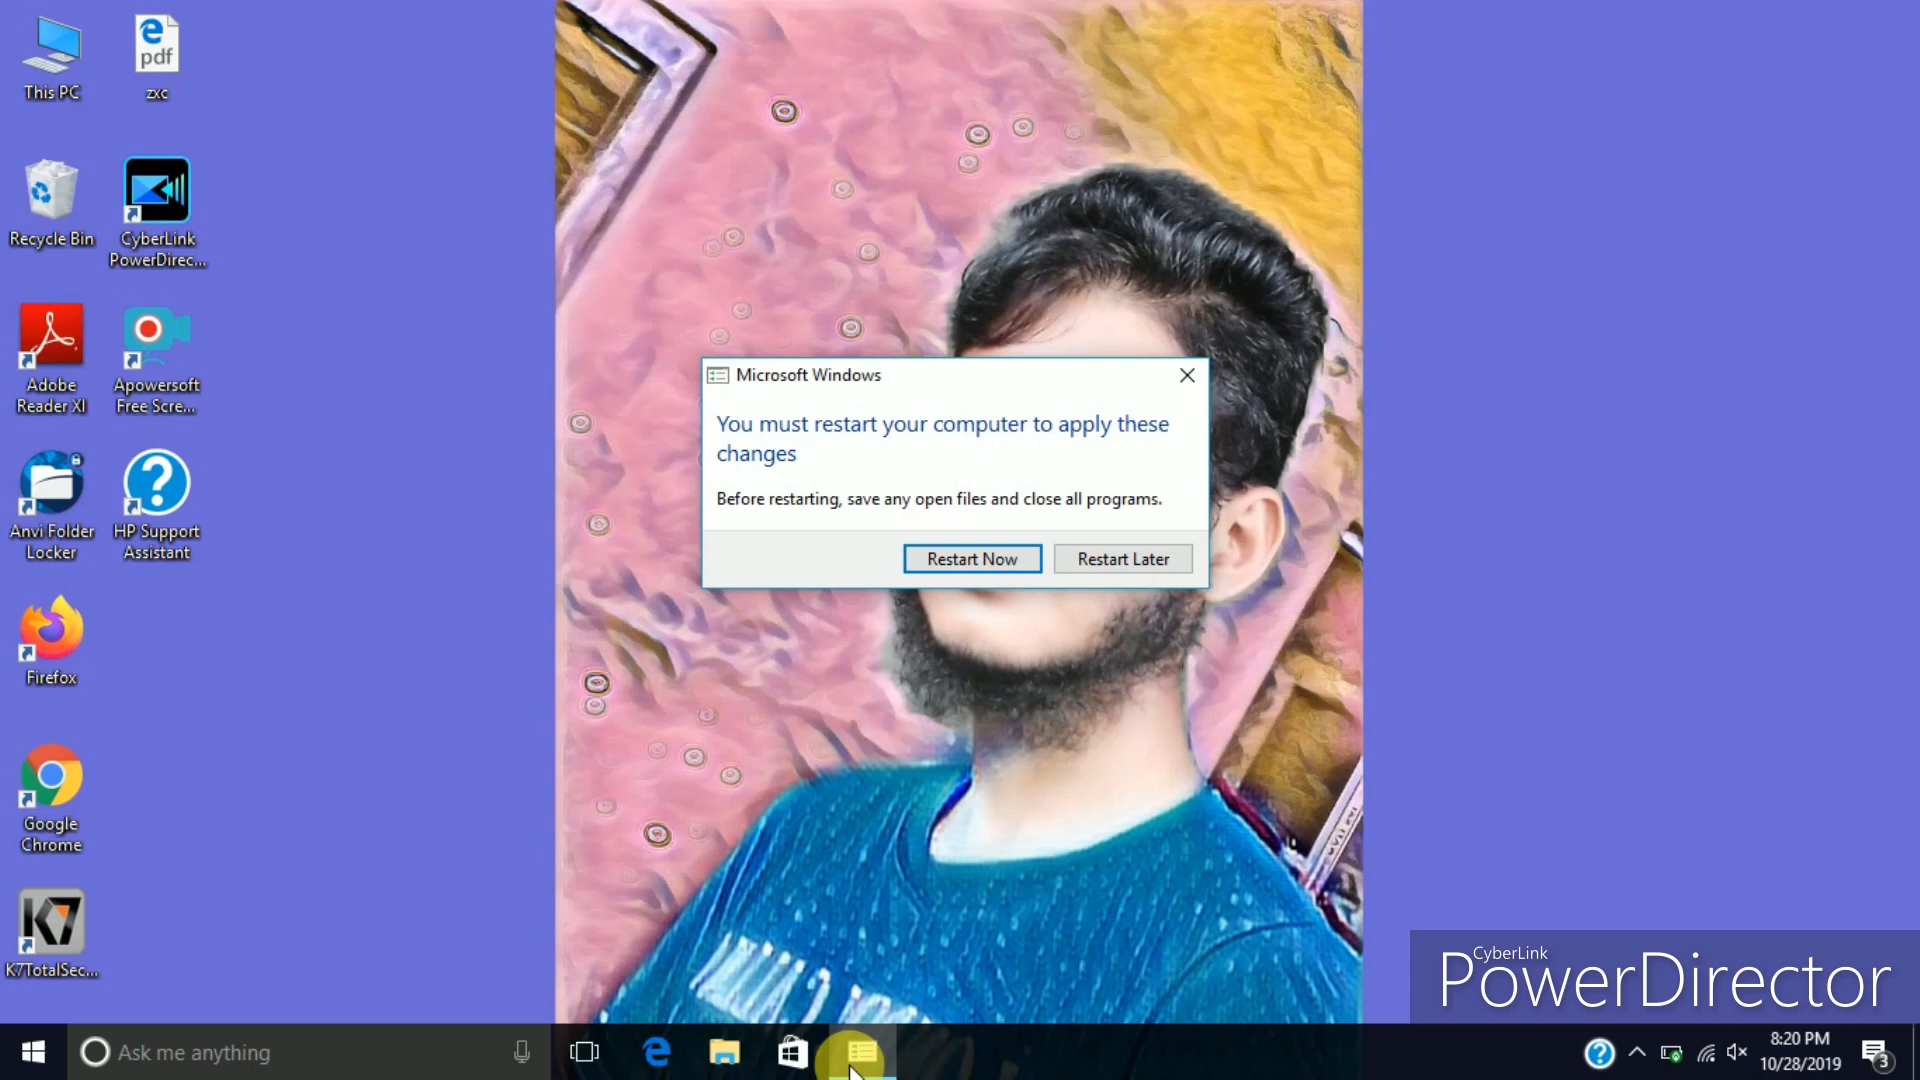 This PC
pdf
zxc
Recycle Bin
CyberLink
PowerDirec...
Adobe
Reader XI
Apowersoft
Free Scre...
Anvi Folder
Locker
HP Support
Assistant
Firefox
Google
Chrome
K7
K7TotalSec...
Microsoft Windows
You must restart your computer to apply these
changes
Before restarting, save any open files and close all programs.
Restart Now
Restart Later
CyberLink
PowerDirector
Ask me anything
8:20 PM
10/28/2019
3